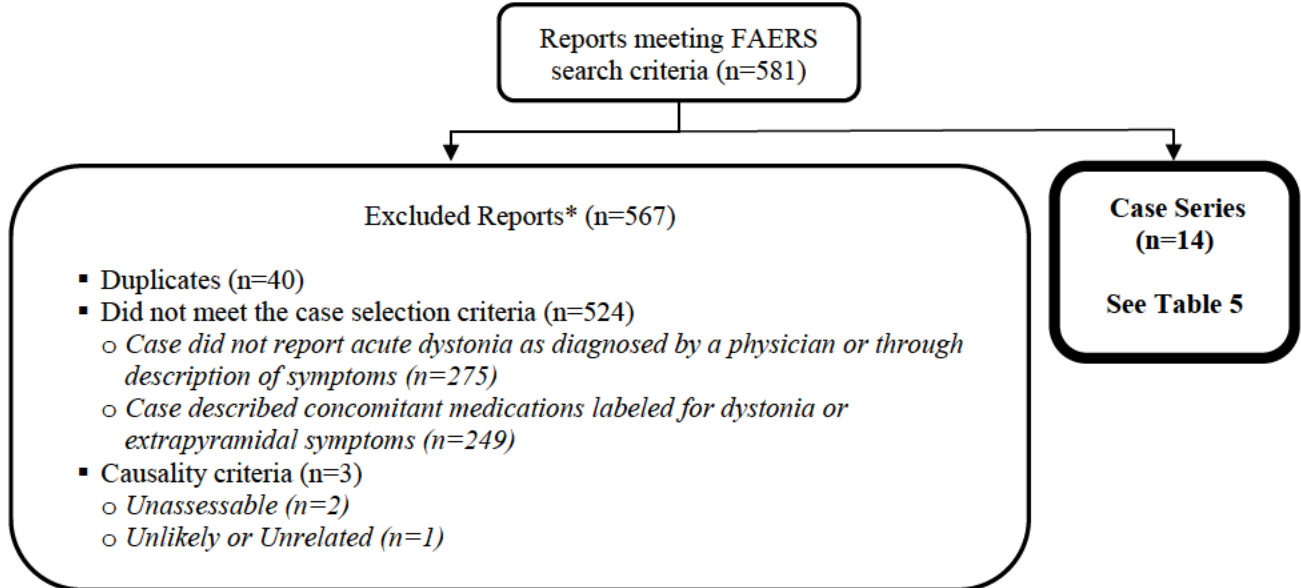 Reports meeting FAERS
search criteria (n=581)
Excluded Reports* (n=567)
▪ Duplicates (n=40)
▪ Did not meet the case selection criteria (n=524)
o Case did not report acute dystonia as diagnosed by a physician or through
description of symptoms (n=275)
o Case described concomitant medications labeled for dystonia or
extrapyramidal symptoms (n=249)
▪ Causality criteria (n=3)
o Unassessable (n=2)
o Unlikely or Unrelated (n=1)
Case Series
(n=14)
See Table 5